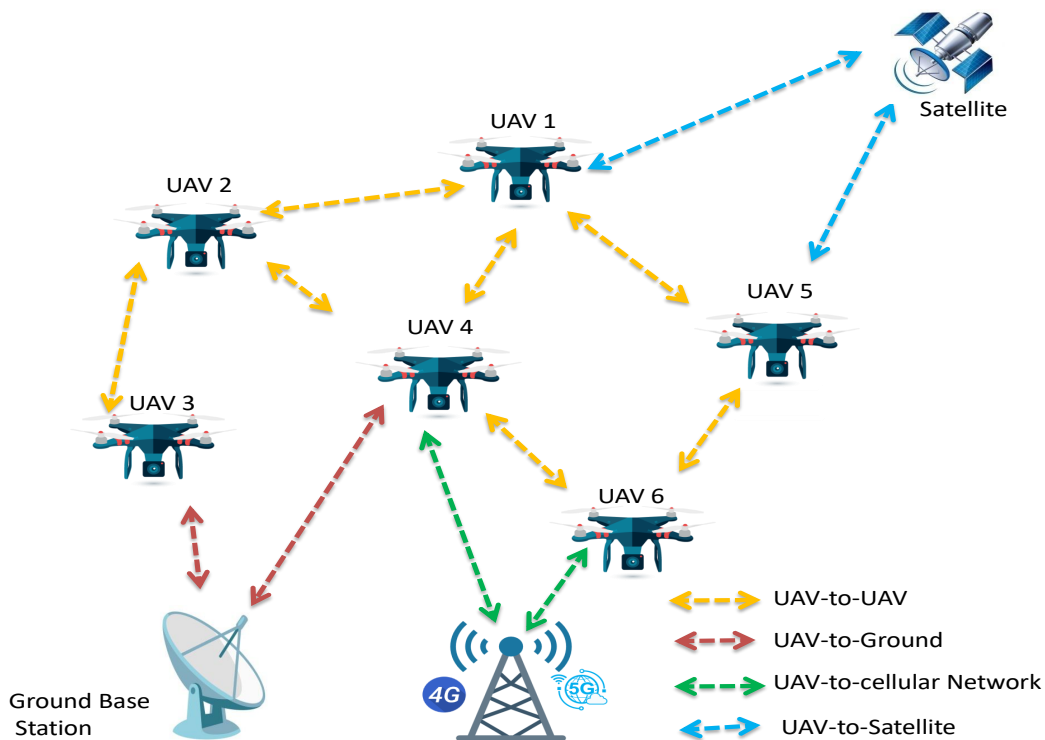 Satellite
UAV 1
UAV 2
UAV 5
UAV 4
UAV 3
UAV 6
UAV-to-UAV
UAV-to-Ground
UAV-to-cellular Network
UAV-to-Satellite
4G
5G
Ground Base
Station